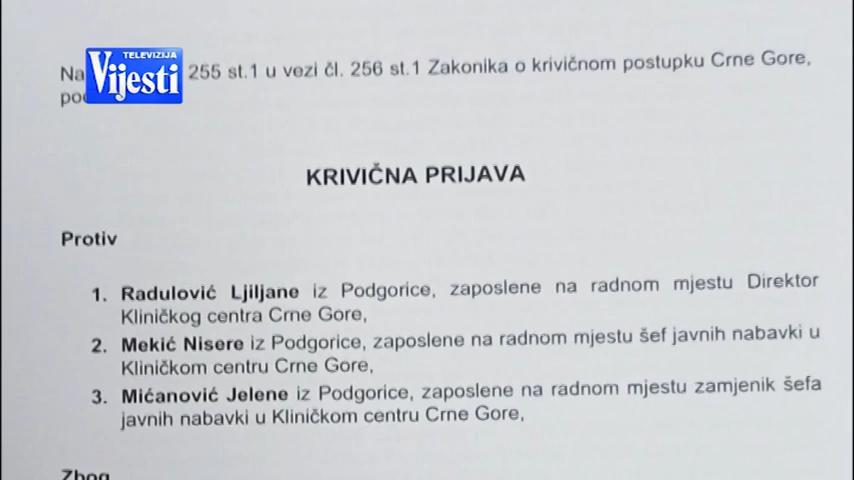 TELEVIZIJA
Vijesti
Na 255 st.1 u vezi čl. 256 st.1 Zakonika o krivičnom postupku Crne Gore,
KRIVIČNA PRIJAVA
Protiv
1. Radulović Ljiljane iz Podgorice, zaposlene na radnom mjestu Direktor
Kliničkog centra Crne Gore,
2. Mekić Nisere iz Podgorice, zaposlene na radnom mjestu šef javnih nabavki u
Kliničkom centru Crne Gore,
3. Mićanović Jelene iz Podgorice, zaposlene na radnom mjestu zamjenik šefa
javnih nabavki u Kliničkom centru Crne Gore,
Zbog